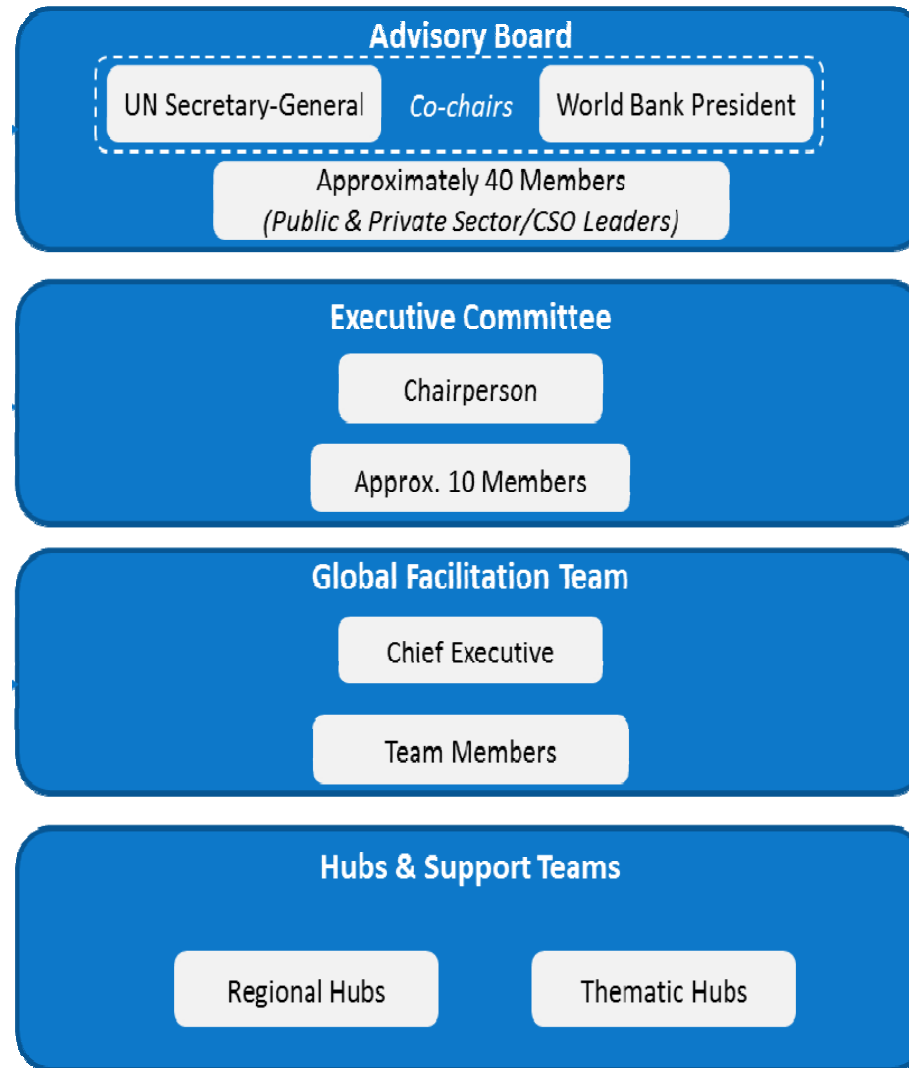 Advisory Board
UN Secretary-General
Co-chairs
World Bank President
Approximately 40 Members
(Public & Private Sector/CSO Leaders)
Executive Committee
Chairperson
Approx. 10 Members
Global Facilitation Team
Chief Executive
Team Members
Hubs & Support Teams
Regional Hubs
Thematic Hubs